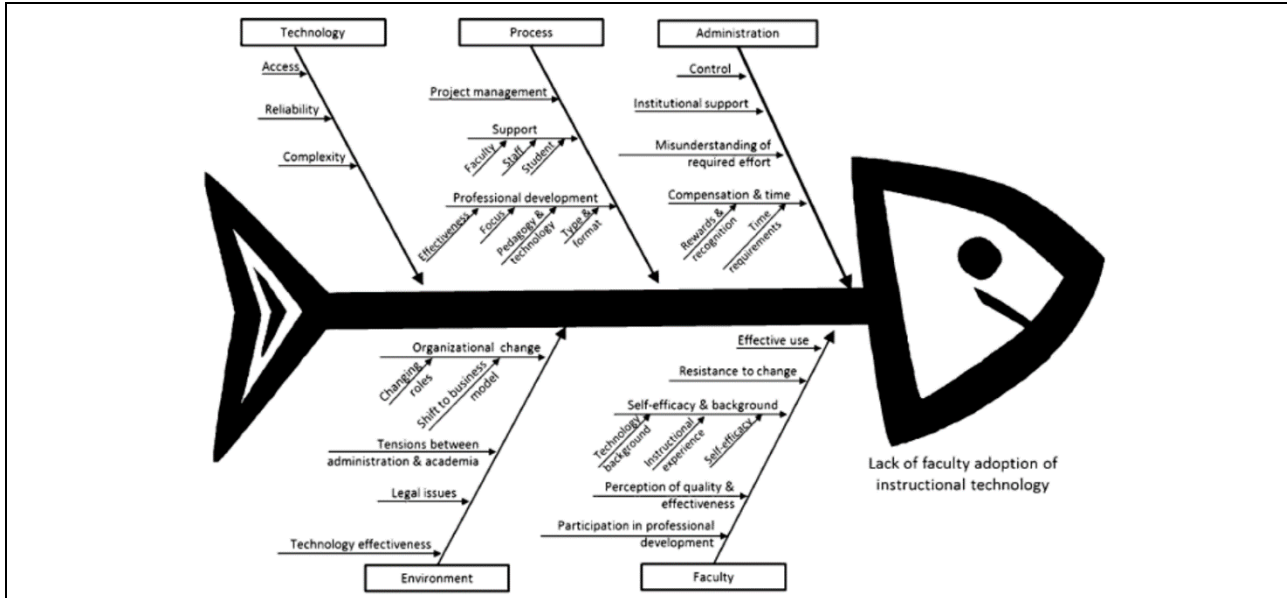 Technology
Process
Administration
Access
Reliability
Complexity
Project management
Support
Faculty
Staff
Student
Professional development
Effectiveness
Focus
Pedagogy &
technology
Type &
format
Control
Institutional support
Misunderstanding of
required effort
Compensation & time
Rewards &
recognition
Time
requirements
Organizational change
Changing
roles
Shift to business
model
Tensions between
administration & academia
Legal issues
Technology effectiveness
Environment
Effective use
Resistance to change
Self-efficacy & background
Technology
background
Instructional
experience
Self-efficacy
Perception of quality &
effectiveness
Participation in professional
development
Faculty
Lack of faculty adoption of
instructional technology